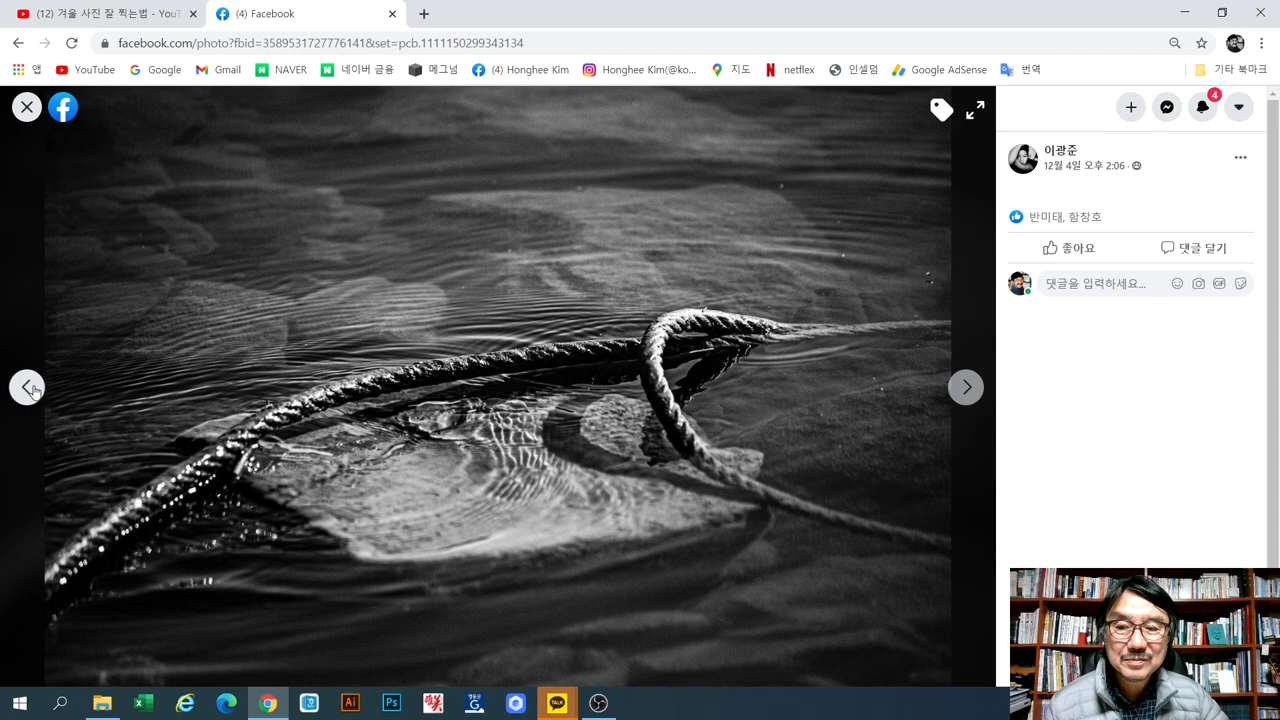 (12) 겨울 사진 잘 찍는법 - YouT
(4) Facebook
facebook.com/photo?fbid=3589531727776141&set=pcb.1111150299343134
앱
YouTube
Google
Gmail
NAVER
네이버 금융
메그넘
(4) Honghee Kim
Honghee Kim(@ko...
지도
netflex
인셀덤
Google AdSense
번역
기타 북마크
4
이광준
12월 4일 오후 2:06 ·
반미태, 함창호
좋아요
댓글 달기
댓글을 입력하세요...
GIF
Ai
Ps
TALK